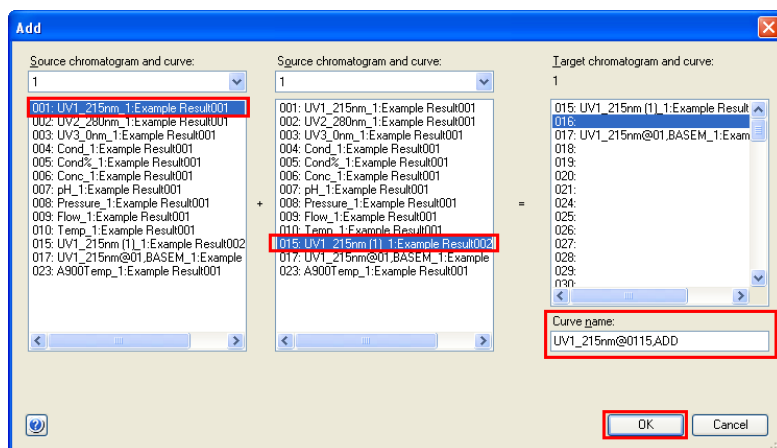 Add
Source chromatogram and curve:
1
001: UV1_215nm_1:Example Result001
002: UV2_280nm_1:Example Result001
003: UV3_0nm_1:Example Result001
004: Cond_1:Example Result001
005: Cond%_1:Example Result001
006: Conc_1:Example Result001
007: pH_1:Example Result001
008: Pressure_1:Example Result001
009: Flow_1:Example Result001
010: Temp_1:Example Result001
015: UV1_215nm (1)_1:Example Result002
017: UV1_215nm@01,BASEM_1:Example
023: A900Temp_1:Example Result001
+
Source chromatogram and curve:
1
001: UV1_215nm_1:Example Result001
002: UV2_280nm_1:Example Result001
003: UV3_0nm_1:Example Result001
004: Cond_1:Example Result001
005: Cond%_1:Example Result001
006: Conc_1:Example Result001
007: pH_1:Example Result001
008: Pressure_1:Example Result001
009: Flow_1:Example Result001
010: Temp_1:Example Result001
015: UV1_215nm (1)_1:Example Result002
017: UV1_215nm@01,BASEM_1:Example
023: A900Temp_1:Example Result001
=
Target chromatogram and curve:
1
015: UV1_215nm (1)_1:Example Result
016:
017: UV1_215nm@01,BASEM_1:Exam
018:
019:
020:
021:
024:
025:
026:
027:
028:
029:
030:
Curve name:
UV1_215nm@0115,ADD
?
OK
Cancel